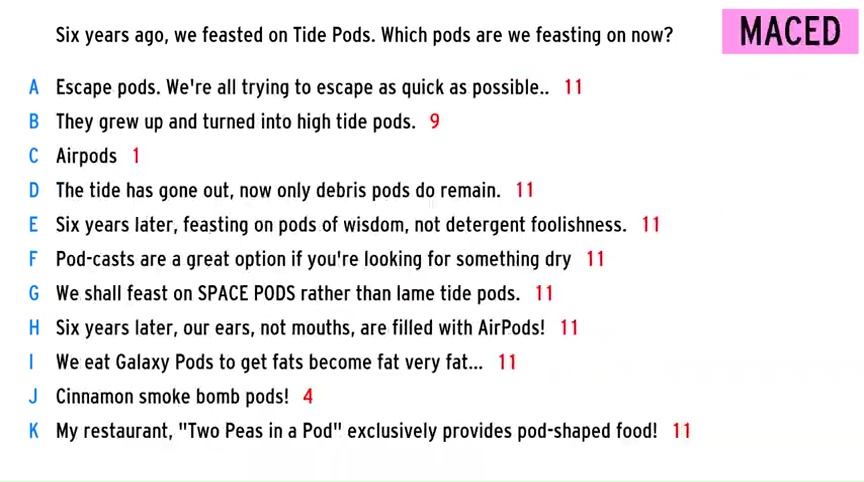 Six years ago, we feasted on Tide Pods. Which pods are we feasting on now?
MACED
A Escape pods. We're all trying to escape as quick as possible.. 11
B They grew up and turned into high tide pods. 9
C Airpods 1
D The tide has gone out, now only debris pods do remain. 11
E Six years later, feasting on pods of wisdom, not detergent foolishness. 11
F Pod-casts are a great option if you're looking for something dry 11
G We shall feast on SPACE PODS rather than lame tide pods. 11
H Six years later, our ears, not mouths, are filled with AirPods! 11
I We eat Galaxy Pods to get fats become fat very fat... 11
J Cinnamon smoke bomb pods! 4
K My restaurant, "Two Peas in a Pod" exclusively provides pod-shaped food! 11